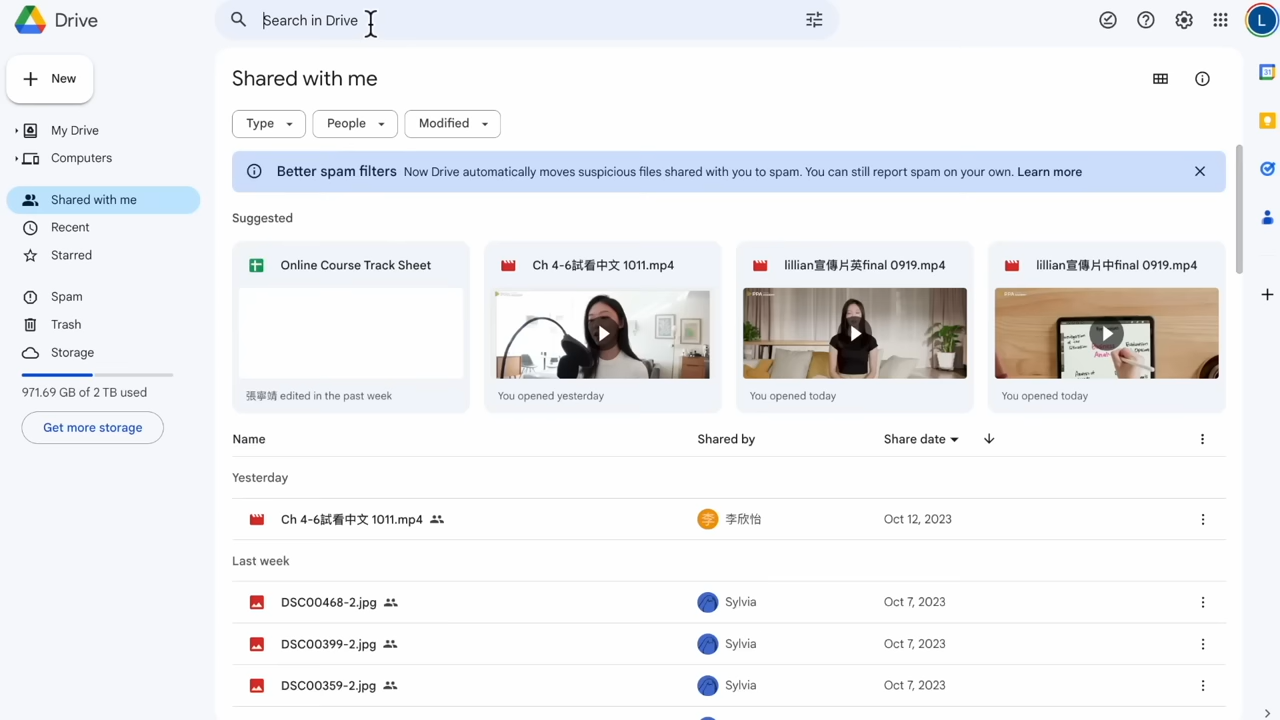 Drive
Search in Drive
L
New
My Drive
Computers
Shared with me
Recent
Starred
Spam
Trash
Storage
971.69 GB of 2 TB used
Get more storage
Shared with me
Type
People
Modified
Better spam filters Now Drive automatically moves suspicious files shared with you to spam. You can still report spam on your own. Learn more
Suggested
Online Course Track Sheet
張寧靖 edited in the past week
Ch 4-6試看中文 1011.mp4
You opened yesterday
lillian宣傳片英final 0919.mp4
You opened today
lillian宣傳片中final 0919.mp4
You opened today
Name Shared by Share date
Yesterday
Ch 4-6試看中文 1011.mp4 李 李欣怡 Oct 12, 2023
Last week
DSC00468-2.jpg Sylvia Oct 7, 2023
DSC00399-2.jpg Sylvia Oct 7, 2023
DSC00359-2.jpg Sylvia Oct 7, 2023
31